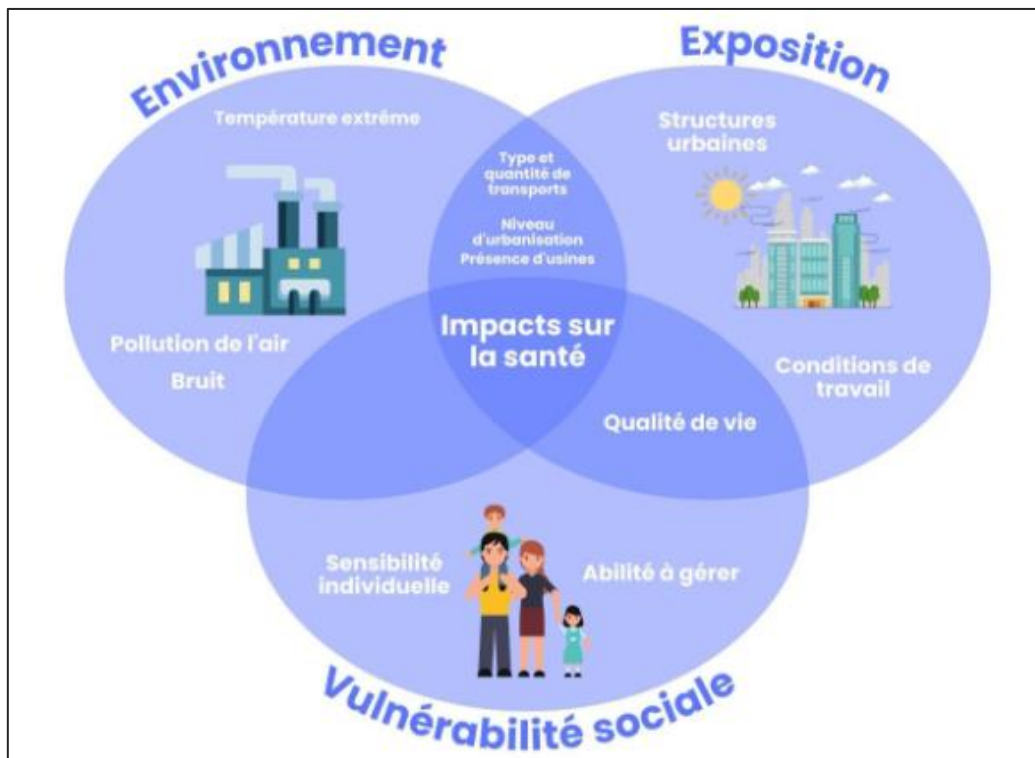 Environnement
Exposition
Température extrême
Structures
urbaines
Type et
quantité de
transports
Niveau
d'urbanisation
Présence d'usines
Impacts sur
la santé
Pollution de l'air
Bruit
Conditions de
travail
Qualité de vie
Sensibilité
individuelle
Abilité à gérer
Vulnérabilité sociale